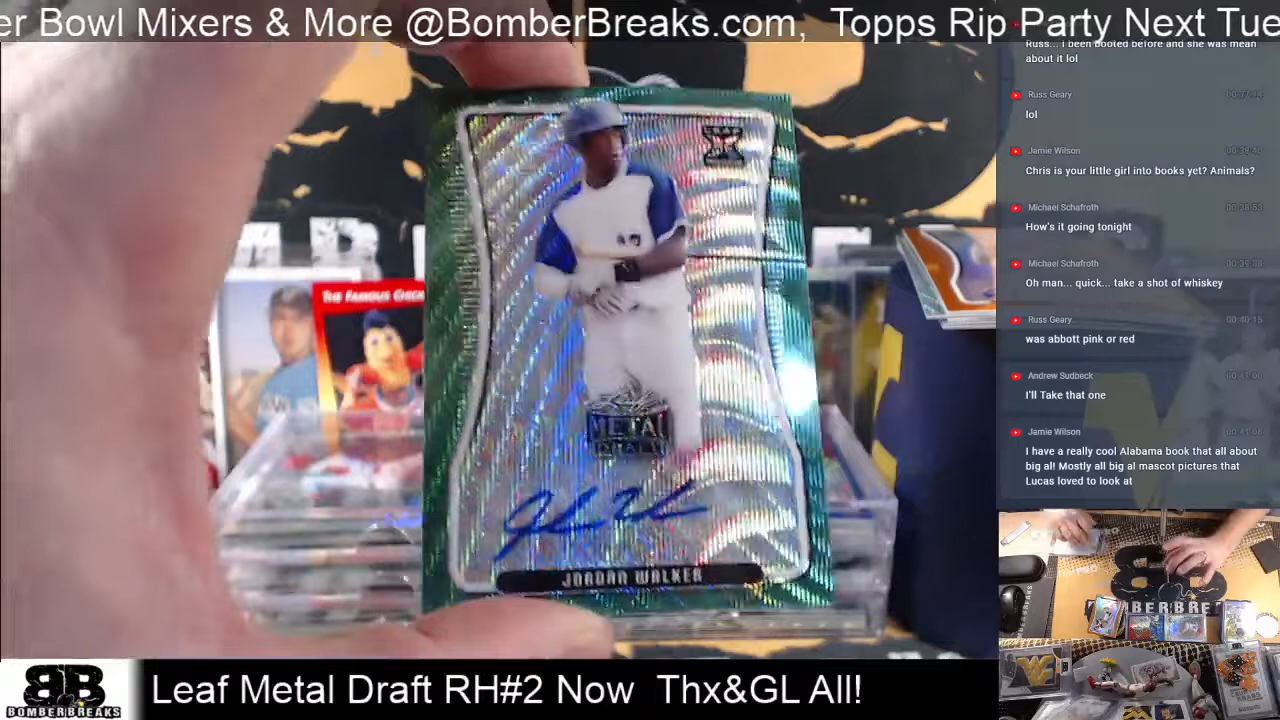 er Bowl Mixers & More @BomberBreaks.com,  Topps Rip Party Next Tue
Russ... I been booted before and she was mean
about it lol
Russ Geary
lol
Jamie Wilson
Chris is your little girl into books yet? Animals?
Michael Schafroth
How's it going tonight
Michael Schafroth
Oh man... quick... take a shot of whiskey
Russ Geary 00:40:15
was abbott pink or red
Andrew Sudbeck
I'll Take that one
Jamie Wilson
I have a really cool Alabama book that all about
big al! Mostly all big al mascot pictures that
Lucas loved to look at
THE FAMOUS CHICK
METAL
DRAFT
JORDAN WALKER
BOMBERBREAKS
Leaf Metal Draft RH#2 Now  Thx&GL All!